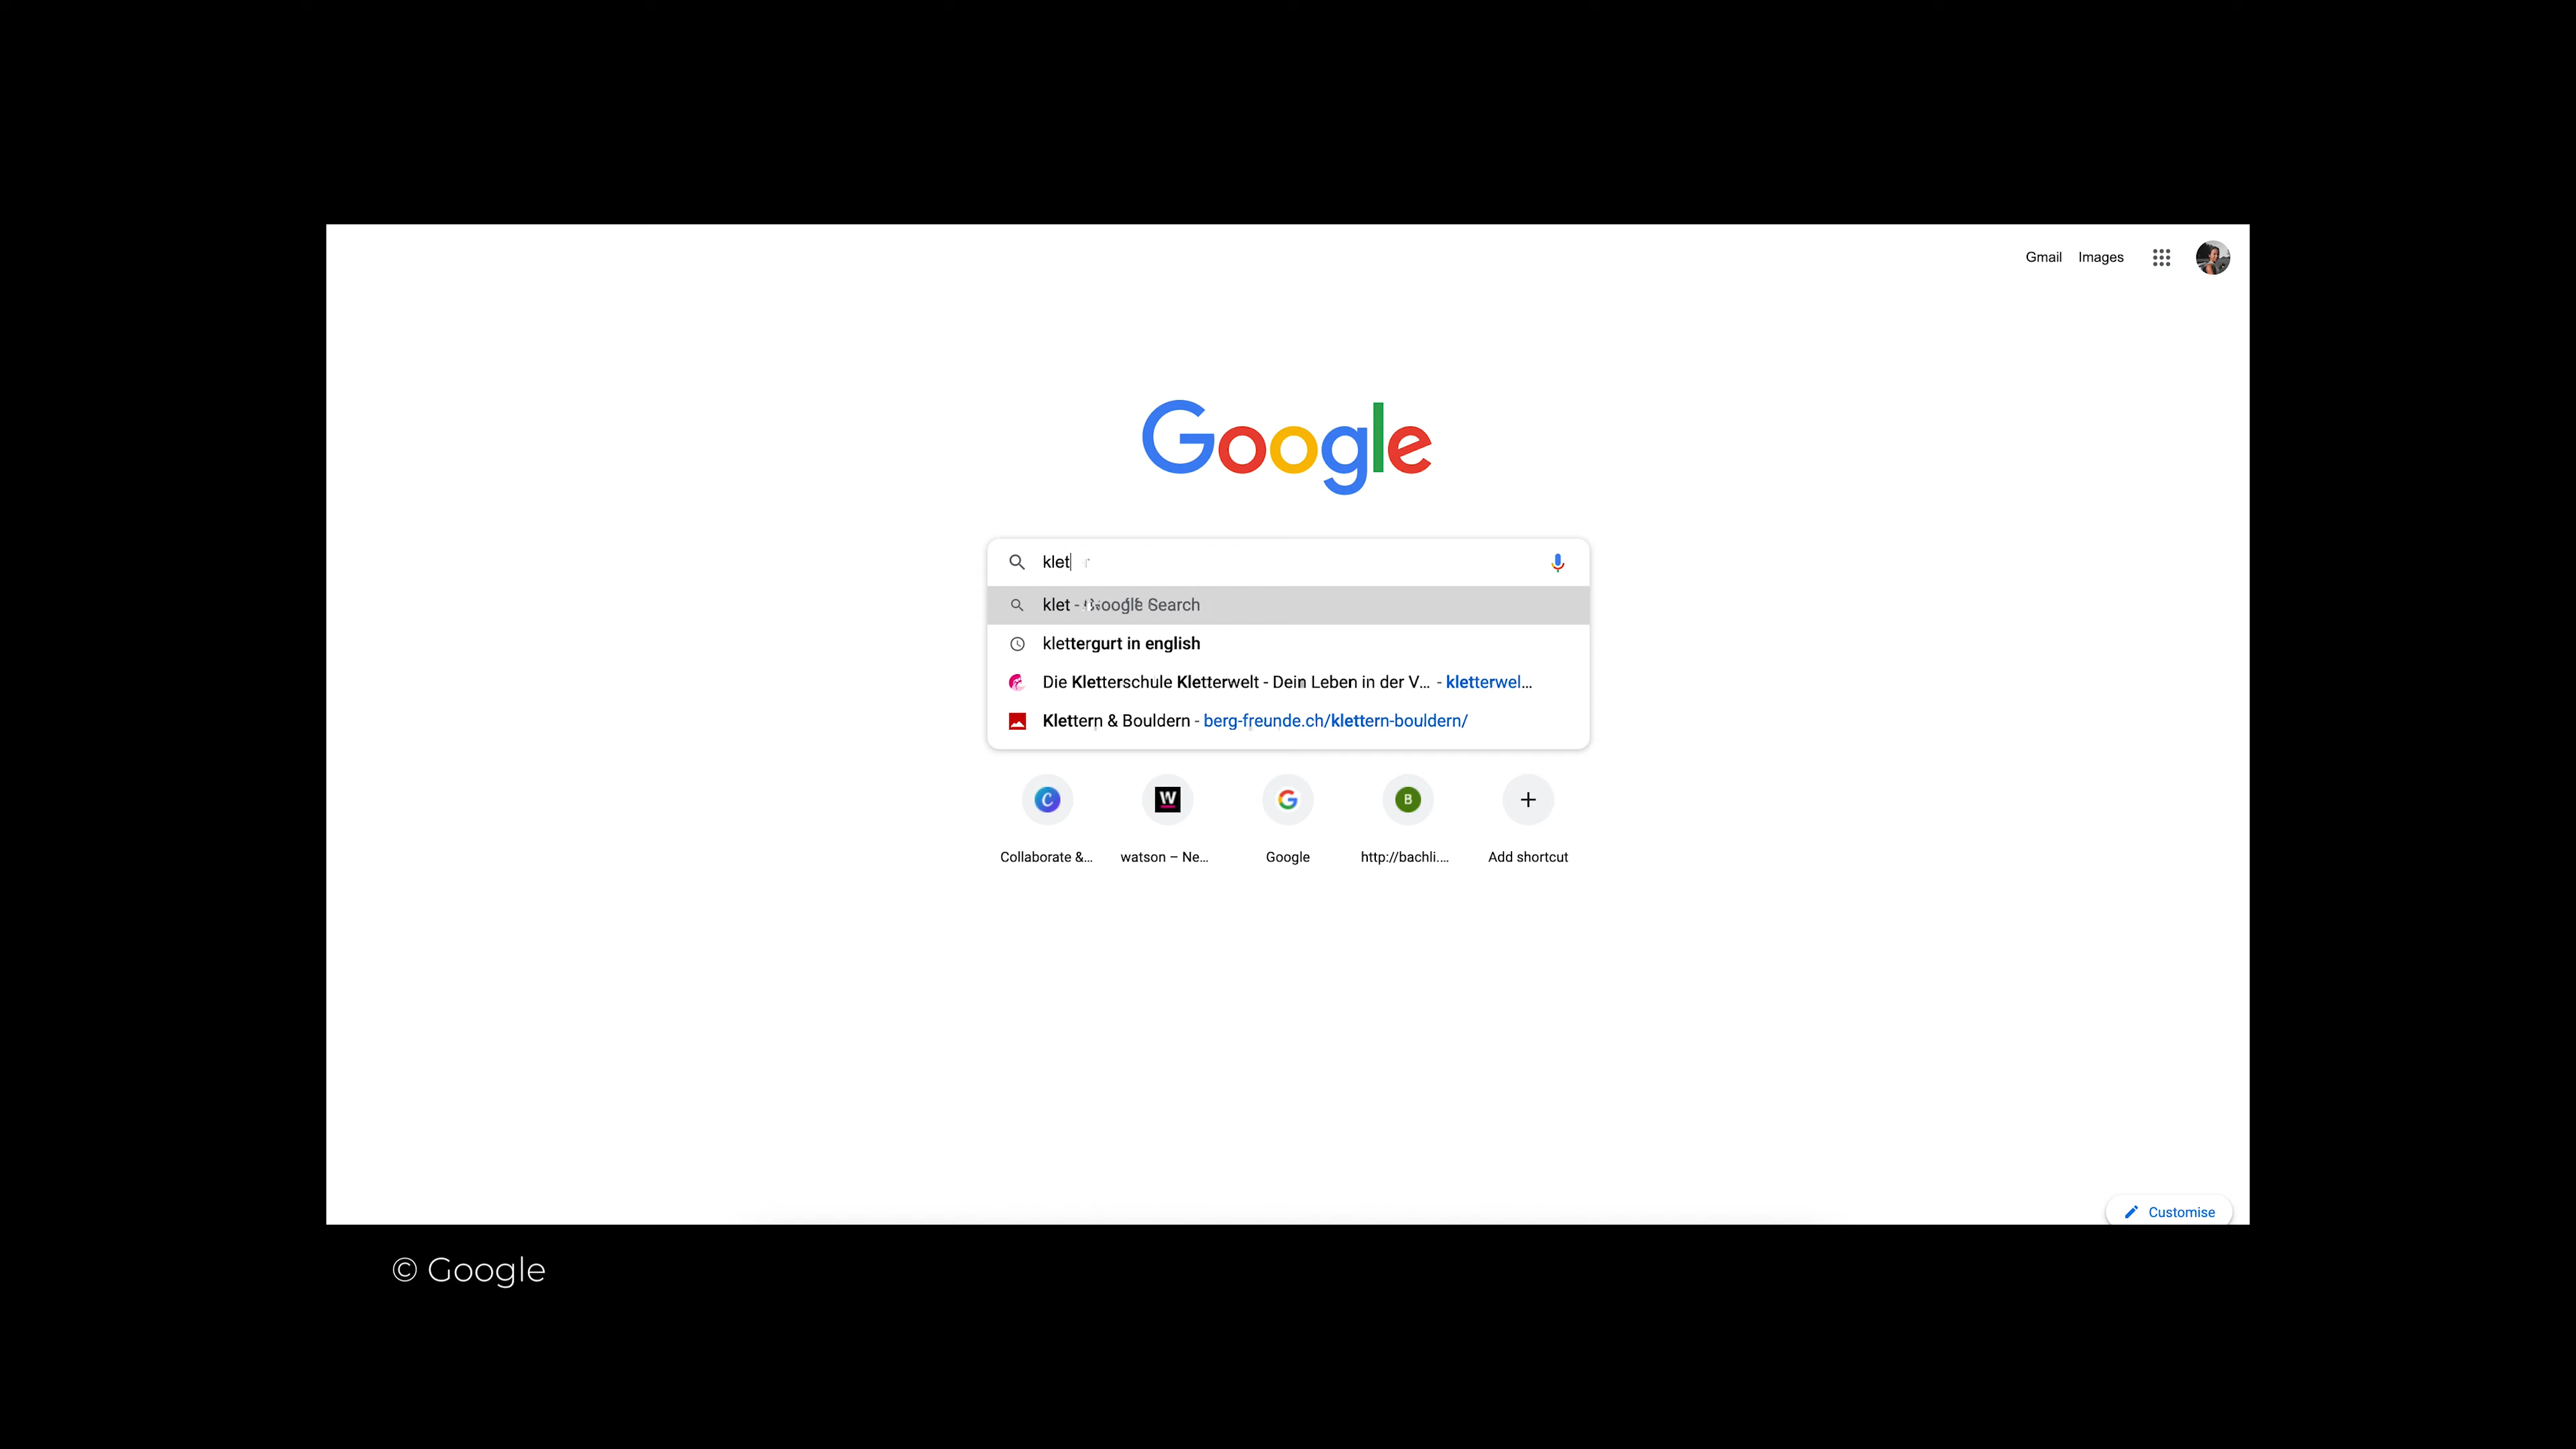 Gmail Images
Google
klet
klet - Google Search
klettergurt in english
Die Kletterschule Kletterwelt - Dein Leben in der V... - kletterwel...
Klettern & Bouldern - berg-freunde.ch/klettern-bouldern/
C W G B
Collaborate &... watson – Ne... Google http://bachli.... Add shortcut
Customise
© Google